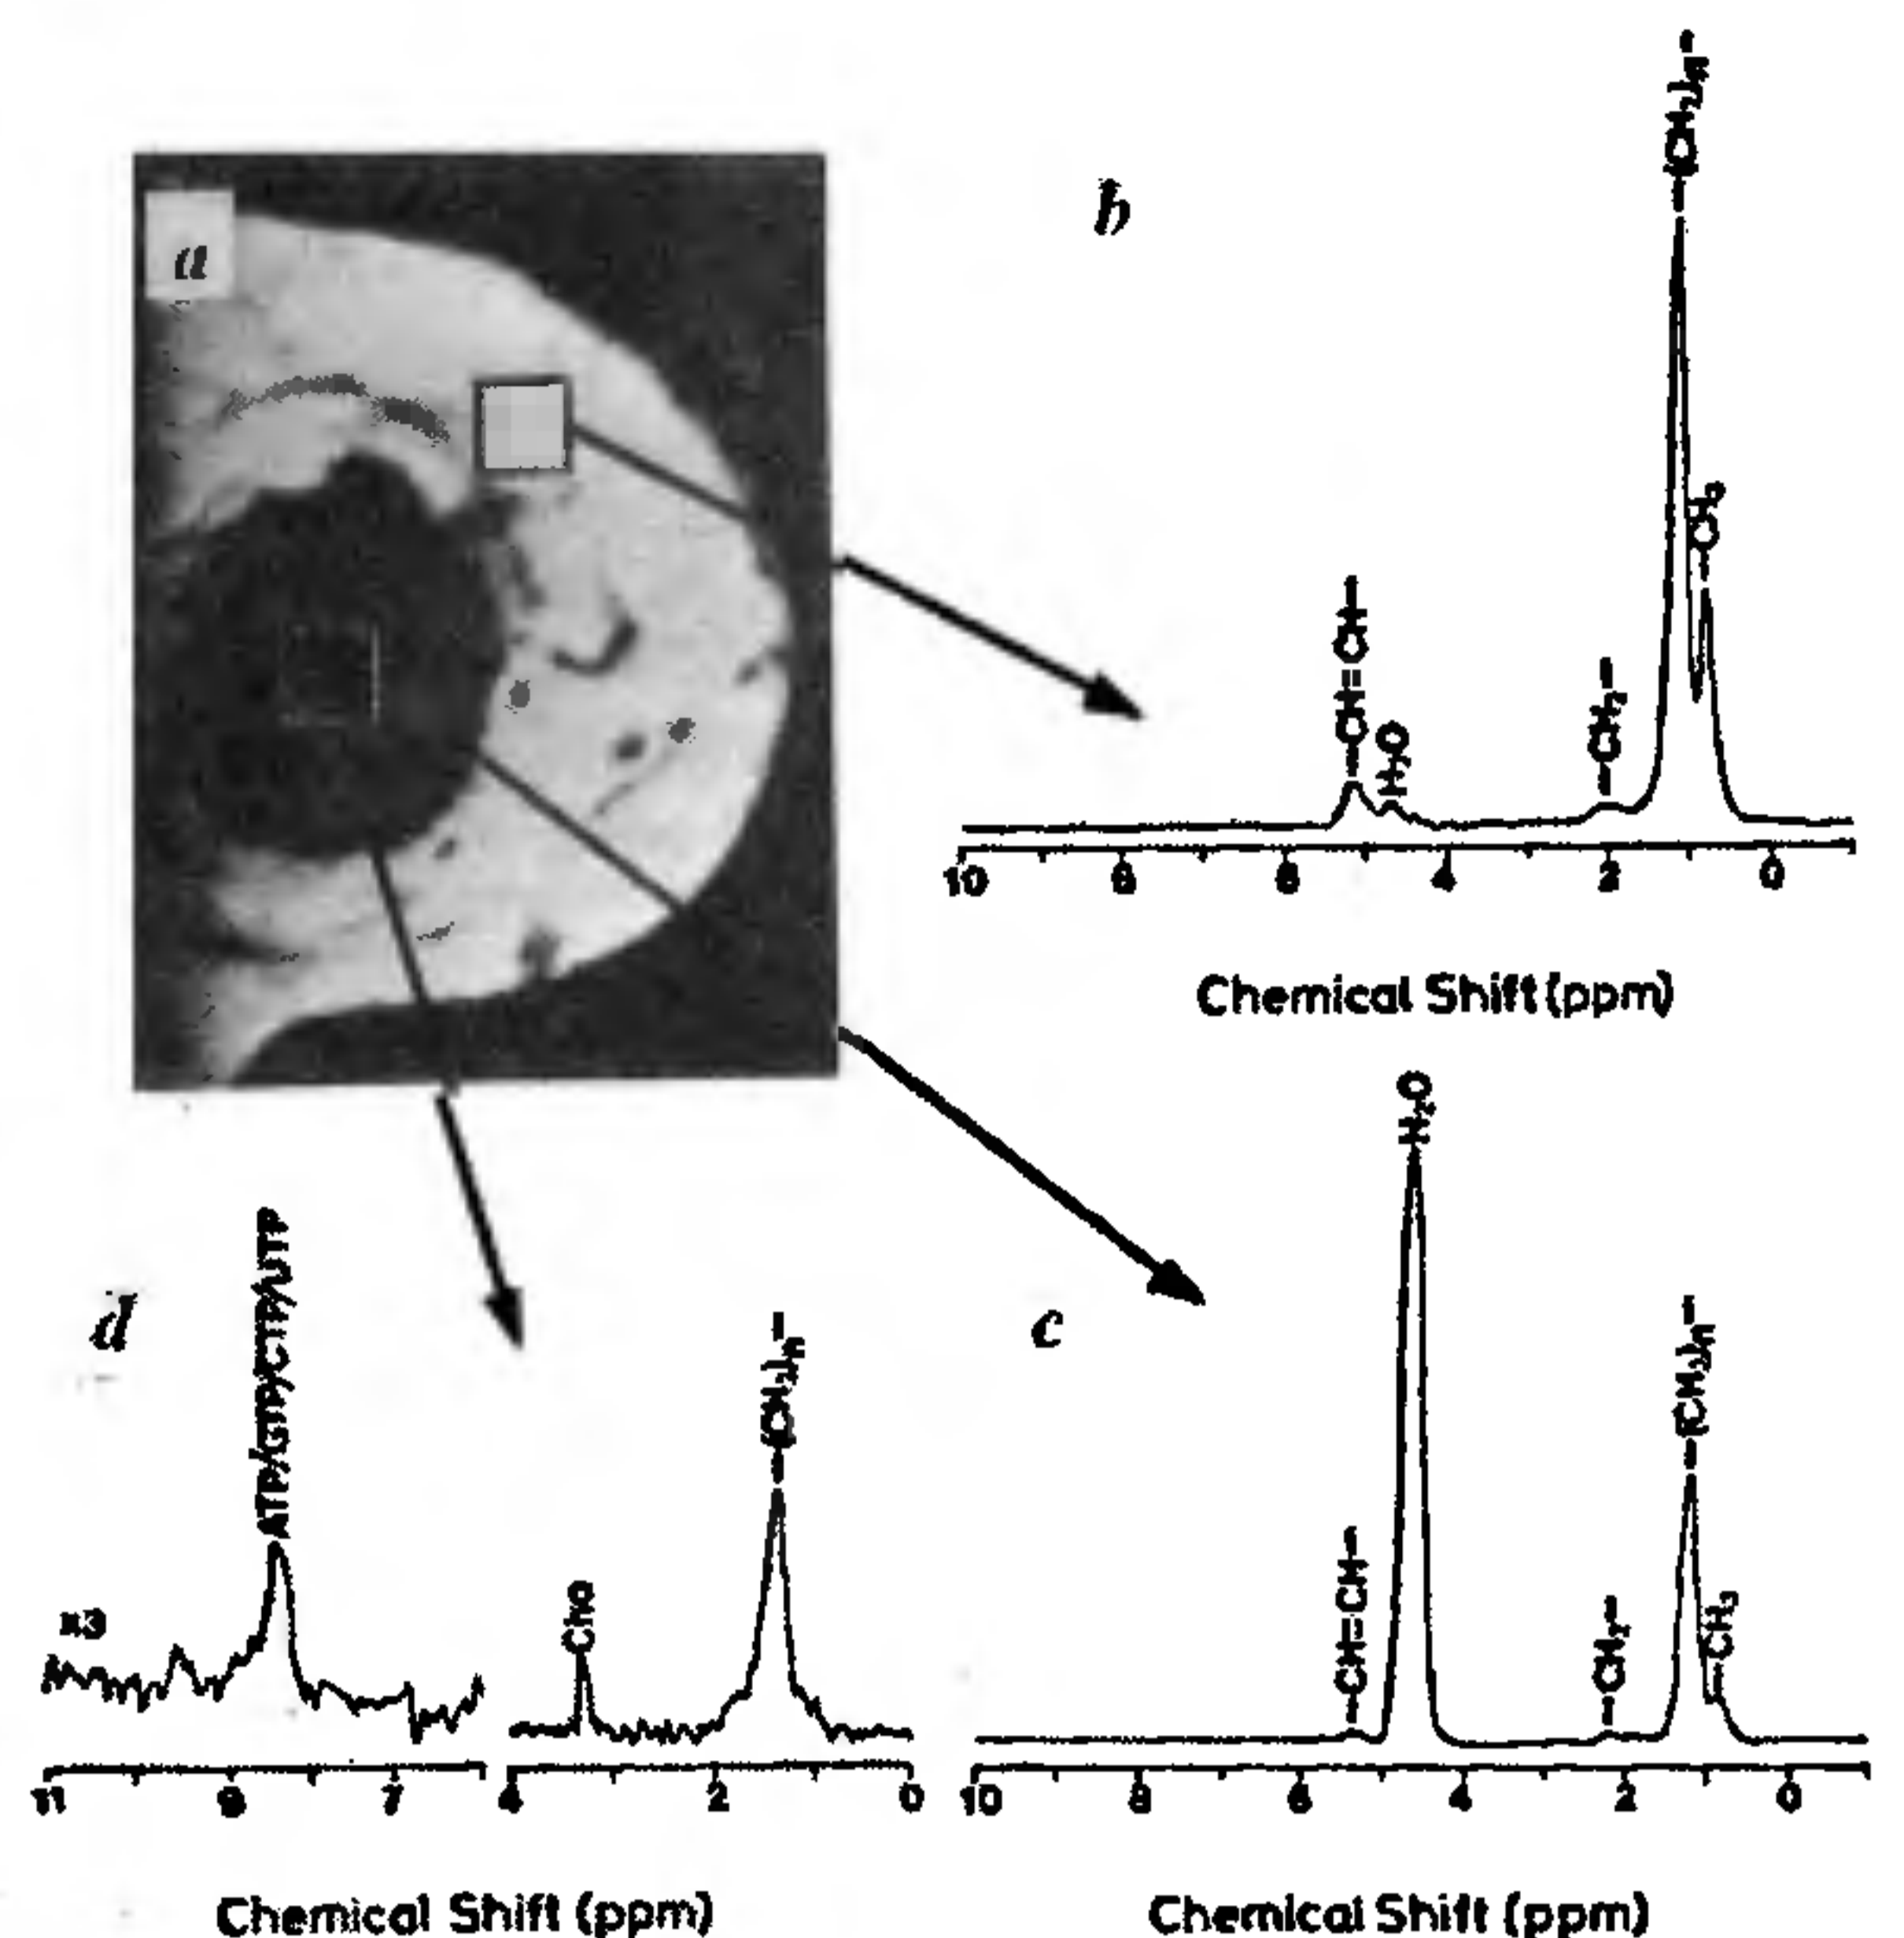 a
b
–(CH₂)ₙ–
–CH₃
–CH=CH–
H₂O
–CH₂–
10 8 6 4 2 0
Chemical Shift (ppm)
H₂O
c
–(CH₂)ₙ–
–CH=CH–
–CH₂–
–CH₃
10 8 6 4 2 0
Chemical Shift (ppm)
d
ATP/GTP/CTP/UTP
–(CH₂)ₙ–
x3
Cho
11 9 7 4 2 0
Chemical Shift (ppm)